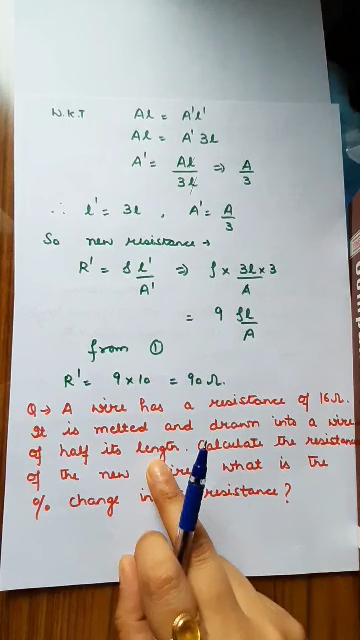 W.K.T Al = A'l'
Al = A' 3l
A' = Al/3l ⇒ A/3
∴ l' = 3l , A' = A/3
So new resistance →
R' = ρ l'/A' ⇒ ρ × 3l × 3/A
= 9 ρl/A
from ①
R' = 9 × 10 = 90 Ω.
Q → A wire has a resistance of 16Ω.
It is melted and drawn into a wire
of half its length. Calculate the resistance
of the new wire what is the
% change in resistance?